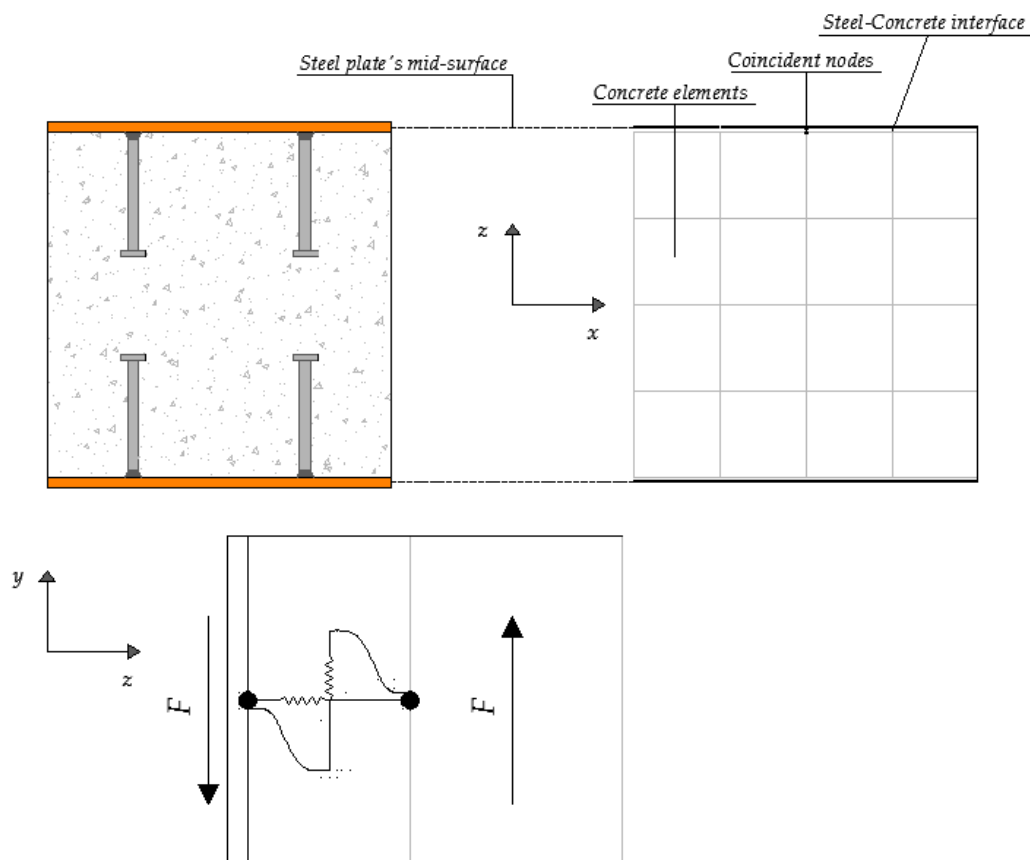 Steel-Concrete interface
Steel plate's mid-surface
Coincident nodes
Concrete elements
z
x
y
z
F
F